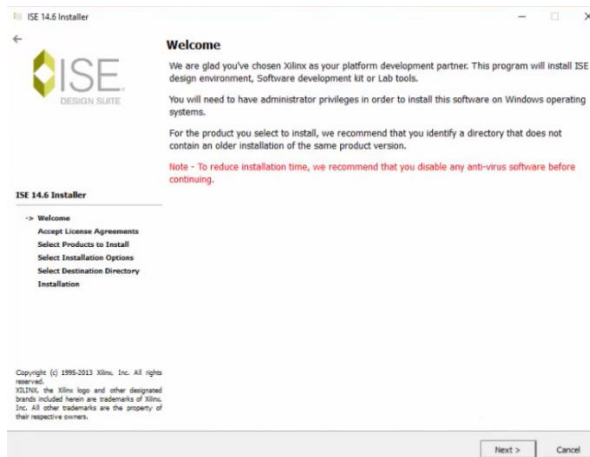 ISE 14.6 Installer
ISE
DESIGN SUITE
Welcome
We are glad you've chosen Xilinx as your platform development partner. This program will install ISE
design environment, Software development kit or Lab tools.
You will need to have administrator privileges in order to install this software on Windows operating
systems.
For the product you select to install, we recommend that you identify a directory that does not
contain an older installation of the same product version.
Note - To reduce installation time, we recommend that you disable any anti-virus software before
continuing.
ISE 14.6 Installer
-> Welcome
Accept License Agreements
Select Products to Install
Select Installation Options
Select Destination Directory
Installation
Copyright (c) 1995-2013 Xilinx, Inc. All rights
reserved.
XILINX, the Xilinx logo and other designated
brands included herein are trademarks of Xilinx,
Inc. All other trademarks are the property of
their respective owners.
Next >
Cancel